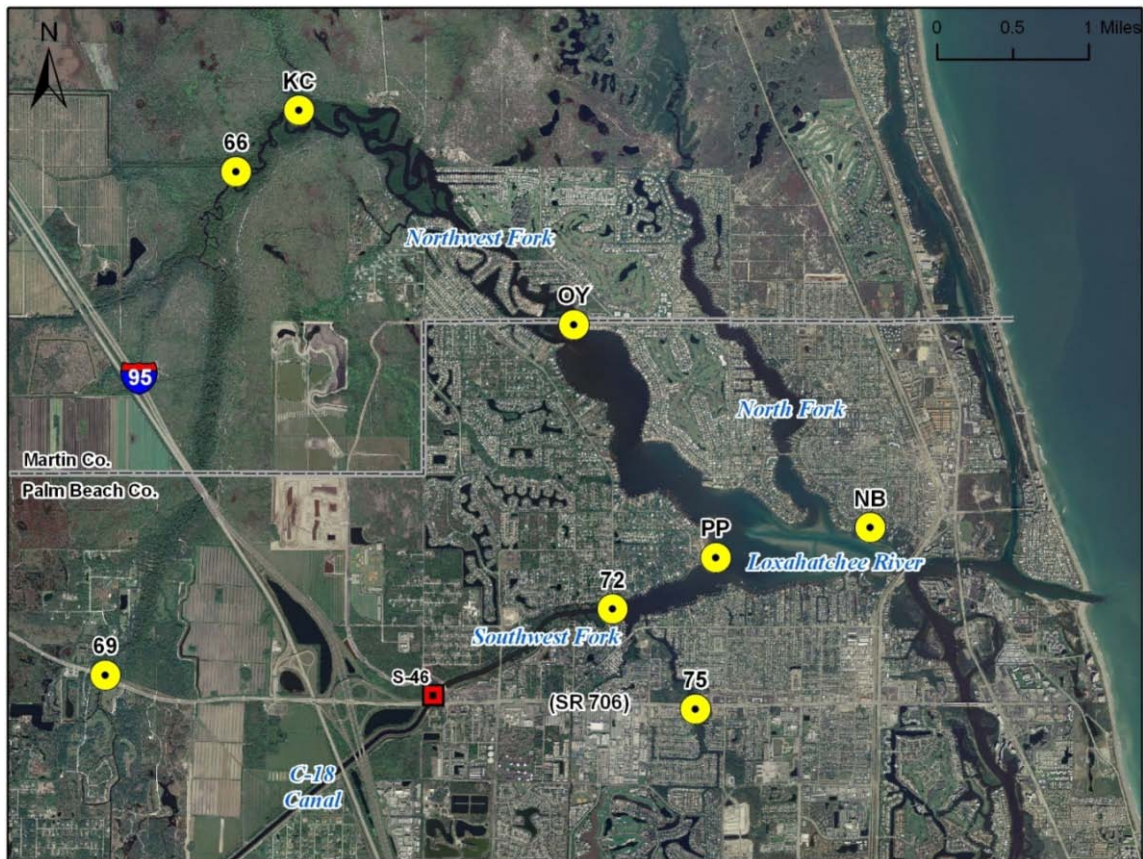 N
0 0.5 1 Miles
KC
66
Northwest Fork
OY
95
North Fork
Martin Co.
Palm Beach Co.
NB
PP
Loxahatchee River
72
Southwest Fork
69
S-46
75
(SR 706)
C-18
Canal